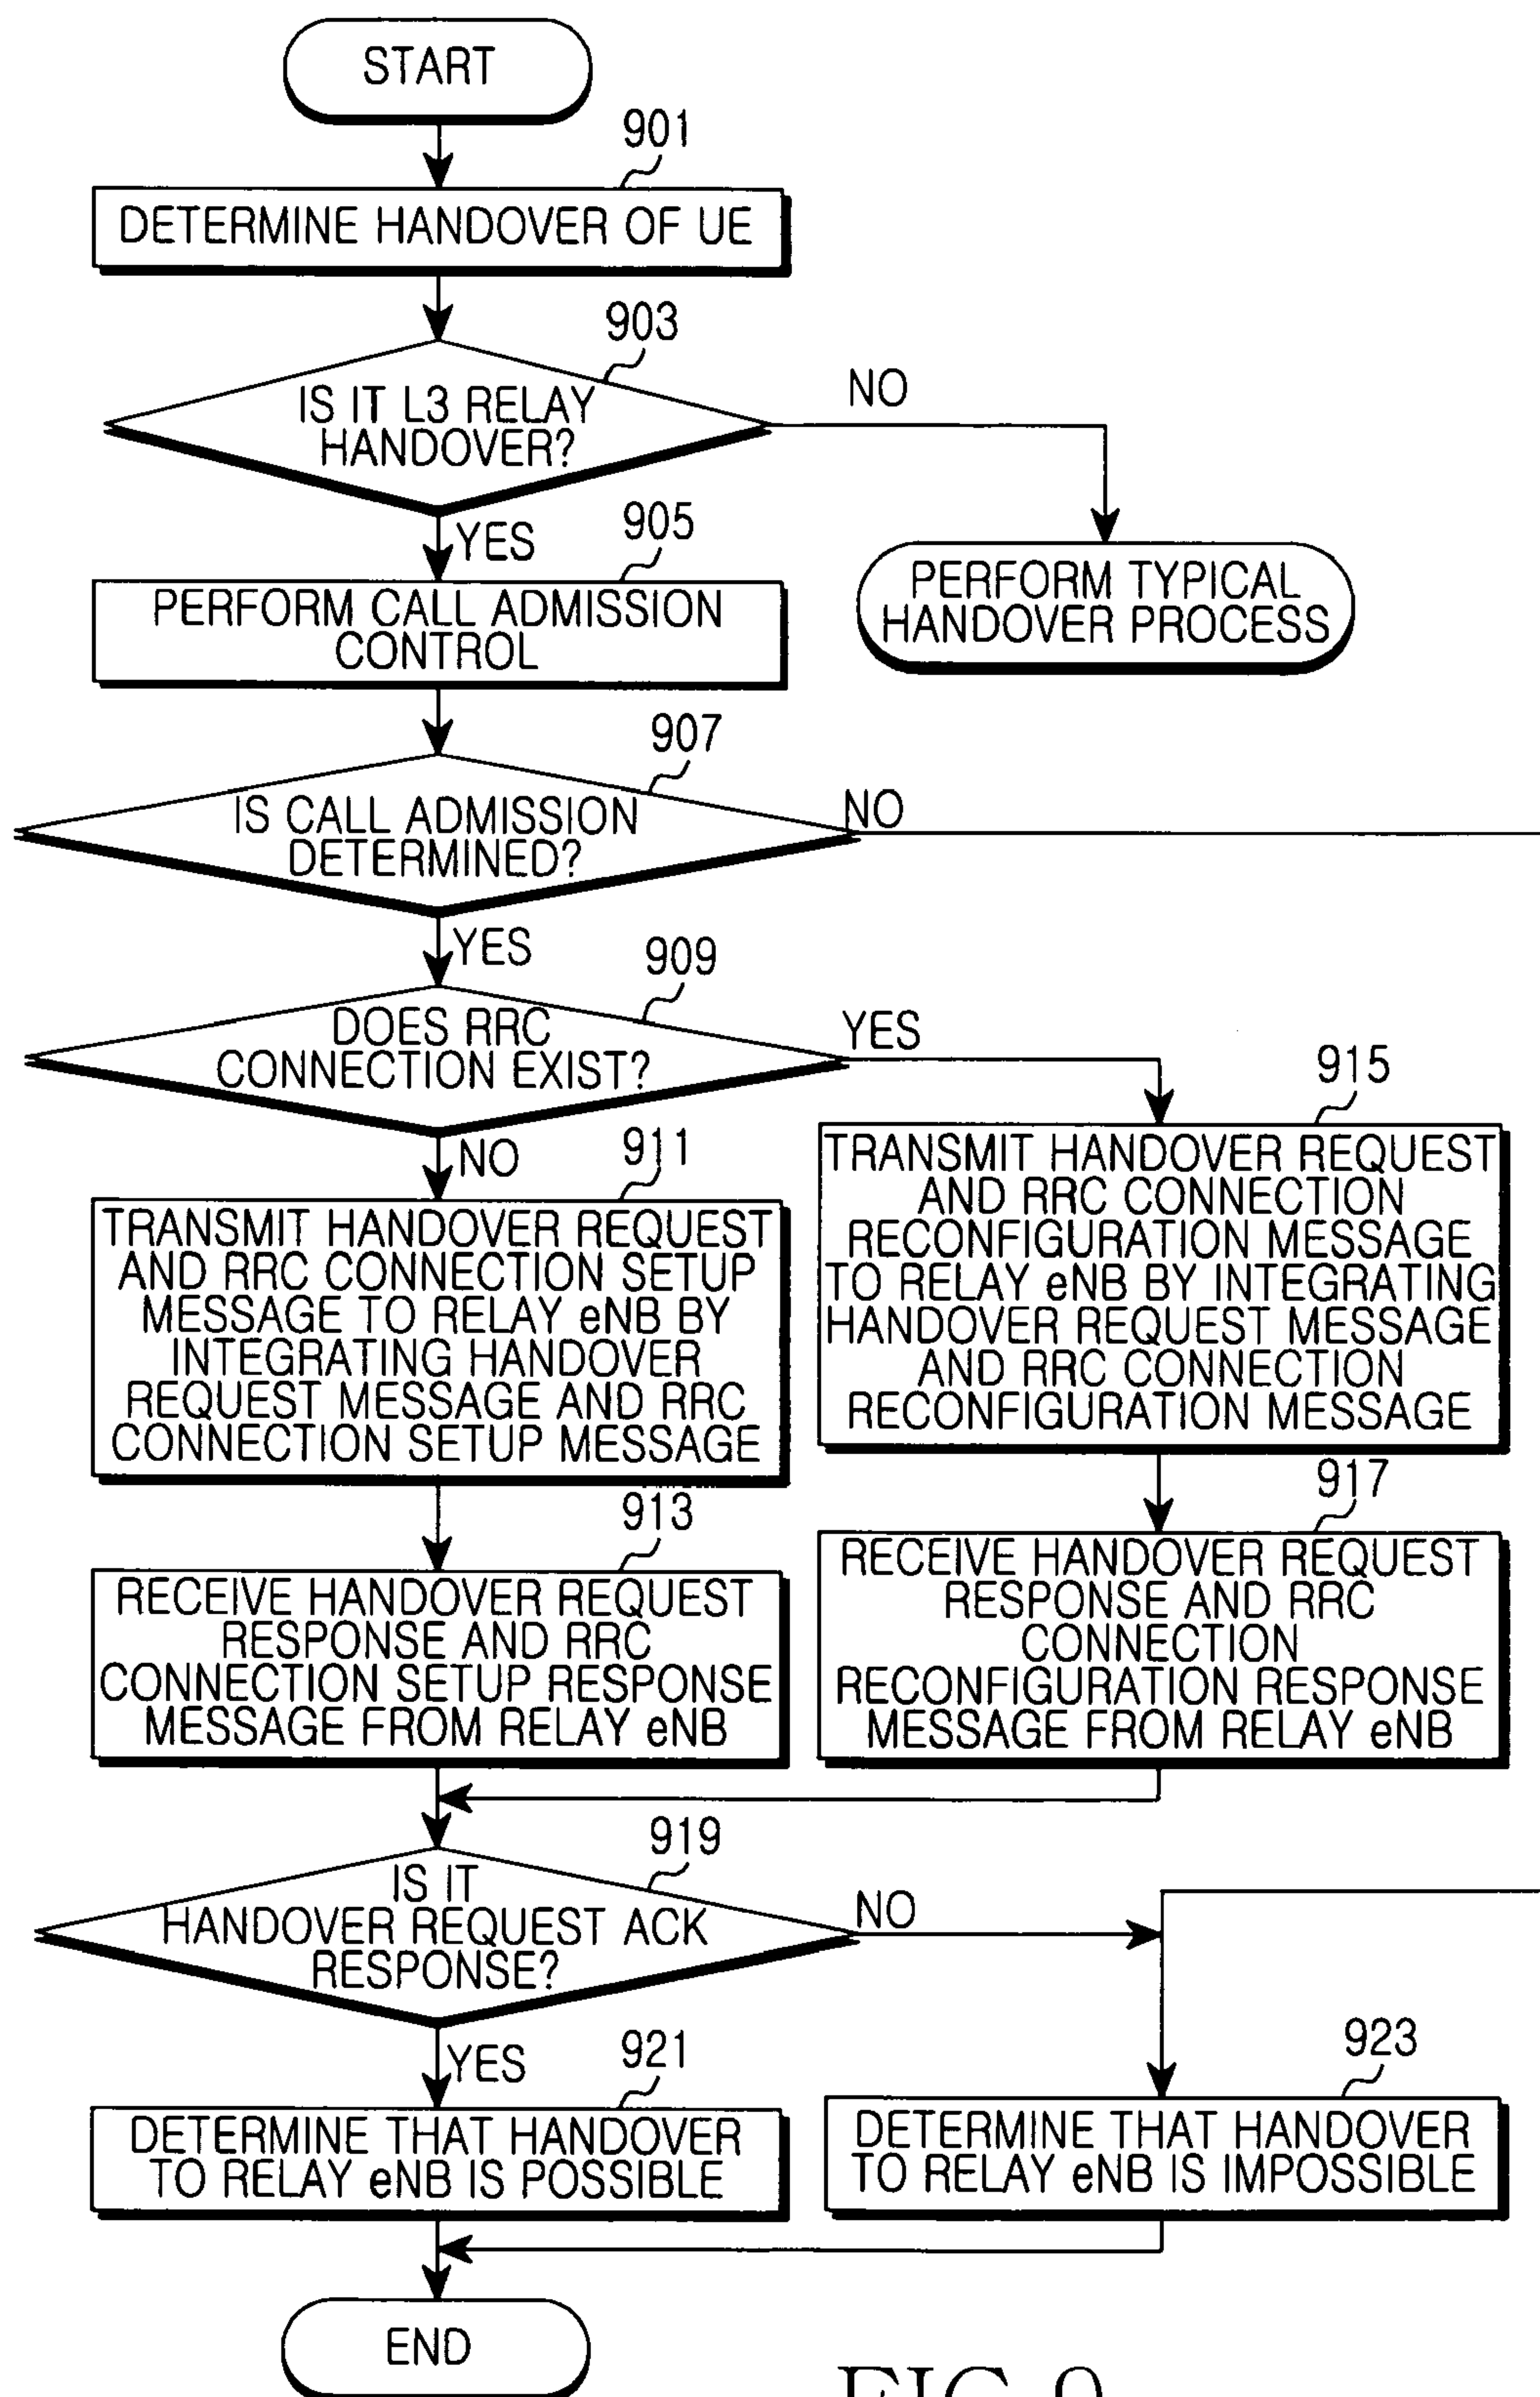 START
901
DETERMINE HANDOVER OF UE
903
IS IT L3 RELAY
HANDOVER?
NO
YES
PERFORM TYPICAL
HANDOVER PROCESS
905
PERFORM CALL ADMISSION
CONTROL
907
IS CALL ADMISSION
DETERMINED?
NO
YES
909
DOES RRC
CONNECTION EXIST?
YES
NO
911
TRANSMIT HANDOVER REQUEST
AND RRC CONNECTION SETUP
MESSAGE TO RELAY eNB BY
INTEGRATING HANDOVER
REQUEST MESSAGE AND RRC
CONNECTION SETUP MESSAGE
915
TRANSMIT HANDOVER REQUEST
AND RRC CONNECTION
RECONFIGURATION MESSAGE
TO RELAY eNB BY INTEGRATING
HANDOVER REQUEST MESSAGE
AND RRC CONNECTION
RECONFIGURATION MESSAGE
913
RECEIVE HANDOVER REQUEST
RESPONSE AND RRC
CONNECTION SETUP RESPONSE
MESSAGE FROM RELAY eNB
917
RECEIVE HANDOVER REQUEST
RESPONSE AND RRC
CONNECTION
RECONFIGURATION RESPONSE
MESSAGE FROM RELAY eNB
919
IS IT
HANDOVER REQUEST ACK
RESPONSE?
NO
YES
921
DETERMINE THAT HANDOVER
TO RELAY eNB IS POSSIBLE
923
DETERMINE THAT HANDOVER
TO RELAY eNB IS IMPOSSIBLE
END
FIG.9